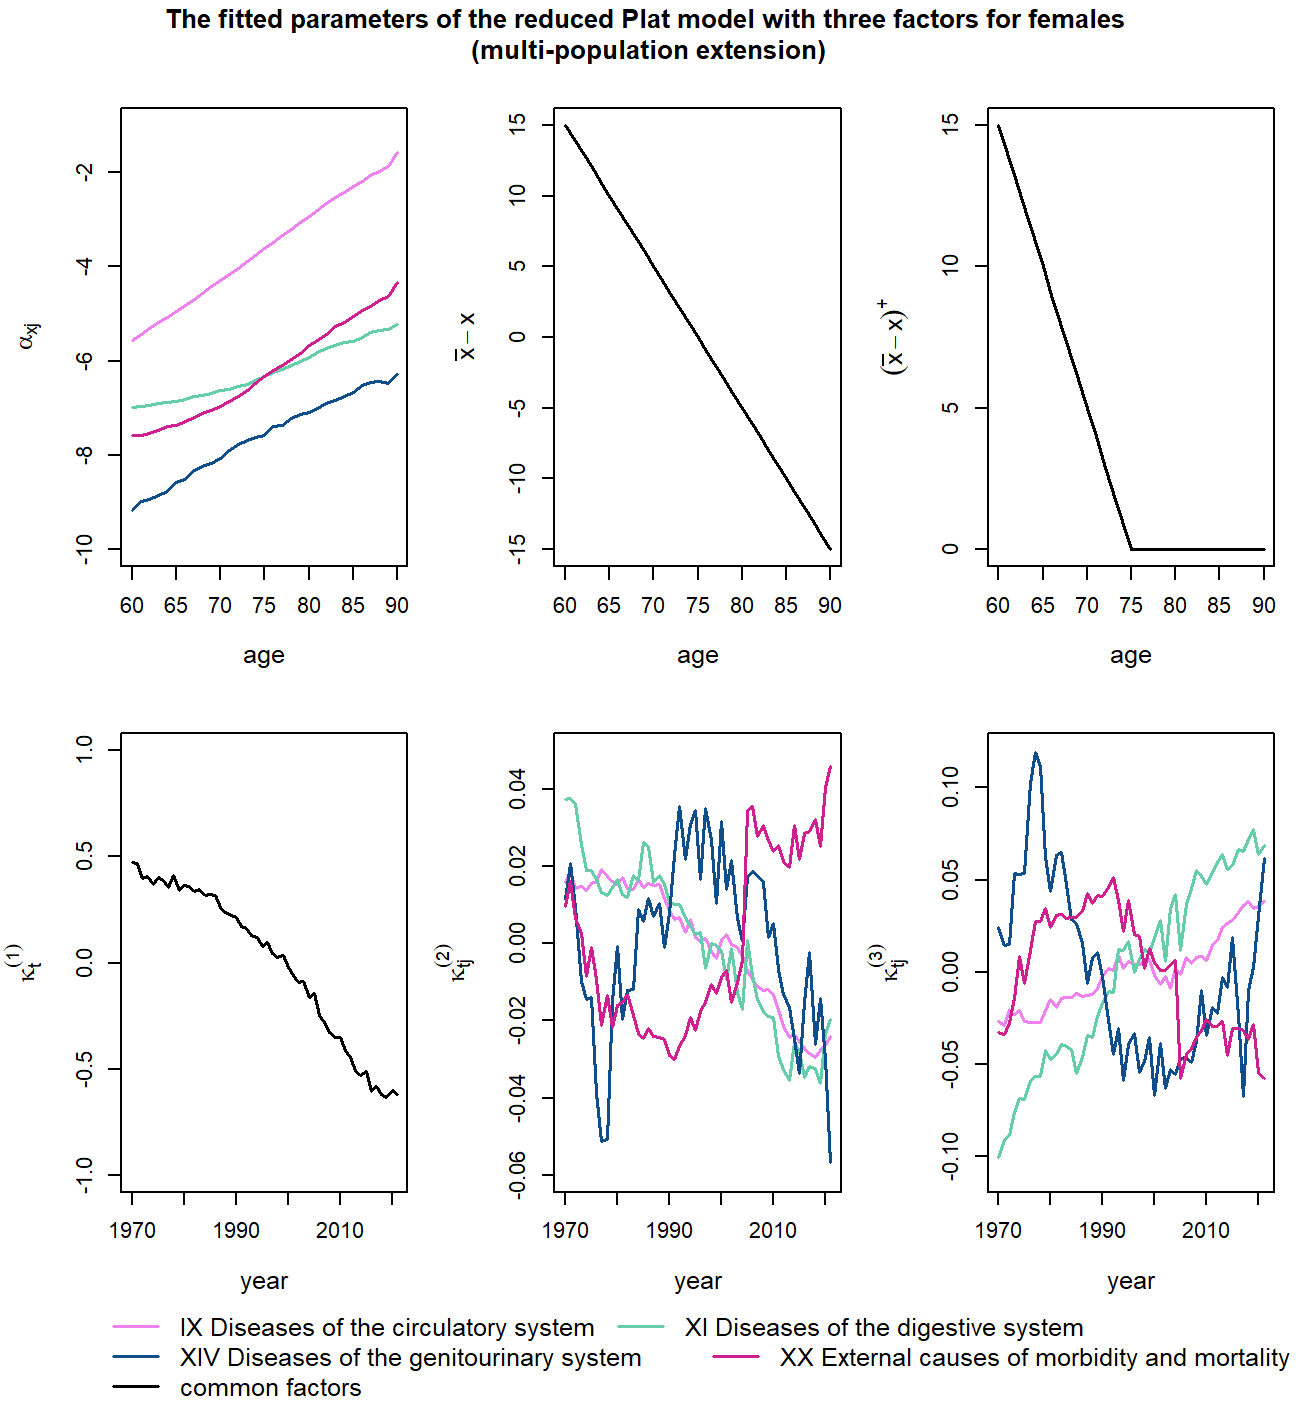 The fitted parameters of the reduced Plat model with three factors for females
(multi-population extension)
αxj
-2
-4
-6
-8
-10
60 65 70 75 80 85 90
age
x̅ − x
15
10
5
0
-5
-10
-15
60 65 70 75 80 85 90
age
(x̅ − x)⁺
15
10
5
0
60 65 70 75 80 85 90
age
κt(1)
1.0
0.5
0.0
-0.5
-1.0
1970 1990 2010
year
κtj(2)
0.04
0.02
0.00
-0.02
-0.04
-0.06
1970 1990 2010
year
κtj(3)
0.10
0.05
0.00
-0.05
-0.10
1970 1990 2010
year
IX Diseases of the circulatory system XI Diseases of the digestive system
XIV Diseases of the genitourinary system XX External causes of morbidity and mortality
common factors